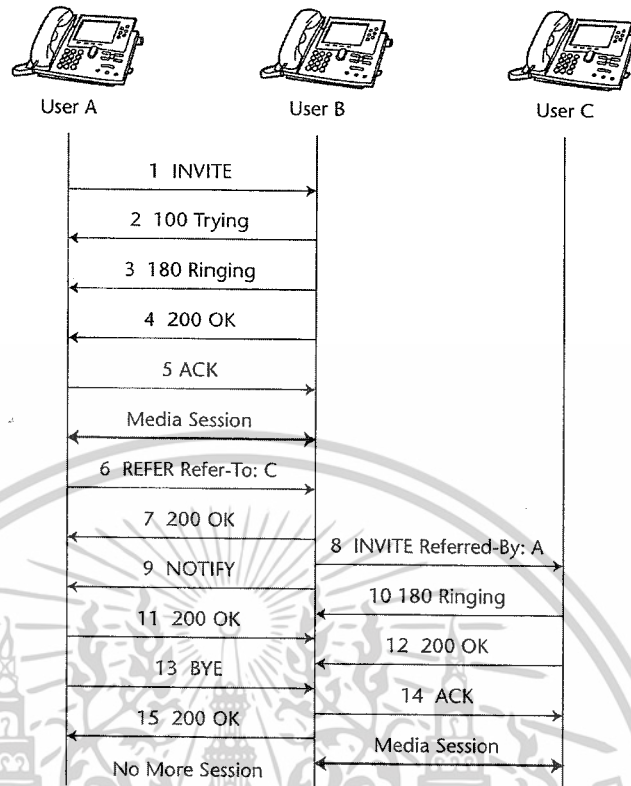 User A
User B
User C
1 INVITE
2 100 Trying
3 180 Ringing
4 200 OK
5 ACK
Media Session
6 REFER Refer-To: C
7 200 OK
8 INVITE Referred-By: A
9 NOTIFY
10 180 Ringing
11 200 OK
12 200 OK
13 BYE
14 ACK
15 200 OK
Media Session
No More Session